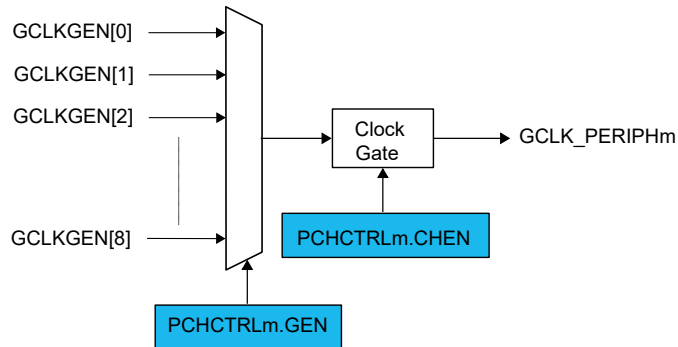 GCLKGEN[0]
GCLKGEN[1]
GCLKGEN[2]
Clock
Gate
GCLK_PERIPHm
GCLKGEN[8]
PCHCTRLm.CHEN
PCHCTRLm.GEN